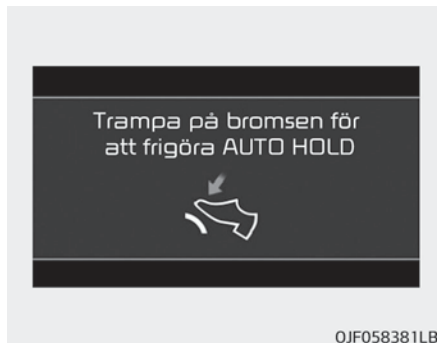 Trampa på bromsen för
att frigöra AUTO HOLD
OJF058381LB